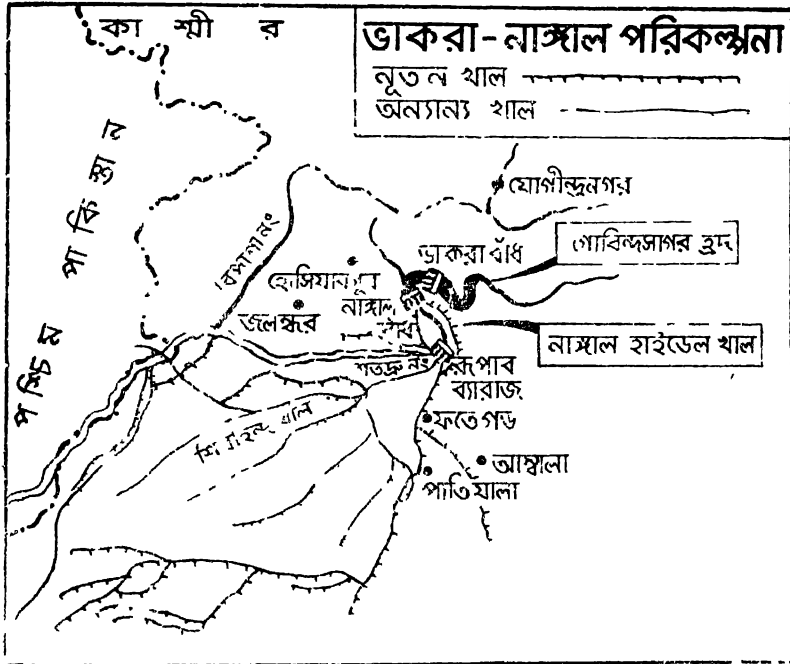 কাশ্মীর
ভাকরা-নাঙ্গাল পরিকল্পনা
নূতন খাল
অন্যান্য খাল
পশ্চিম পাকিস্তান
যোগীন্দ্রনগর
বিপাশা নং
ভাকরা বাঁধ
গোবিন্দসাগর হ্রদ
হোসিয়ারপুর
নাঙ্গাল
বাঁধ
জলন্ধর
নাঙ্গাল হাইডেল খাল
শতদ্রু নং
রূপার
ব্যারাজ
খাল
ফতেগড
আম্বালা
পাতিয়ালা